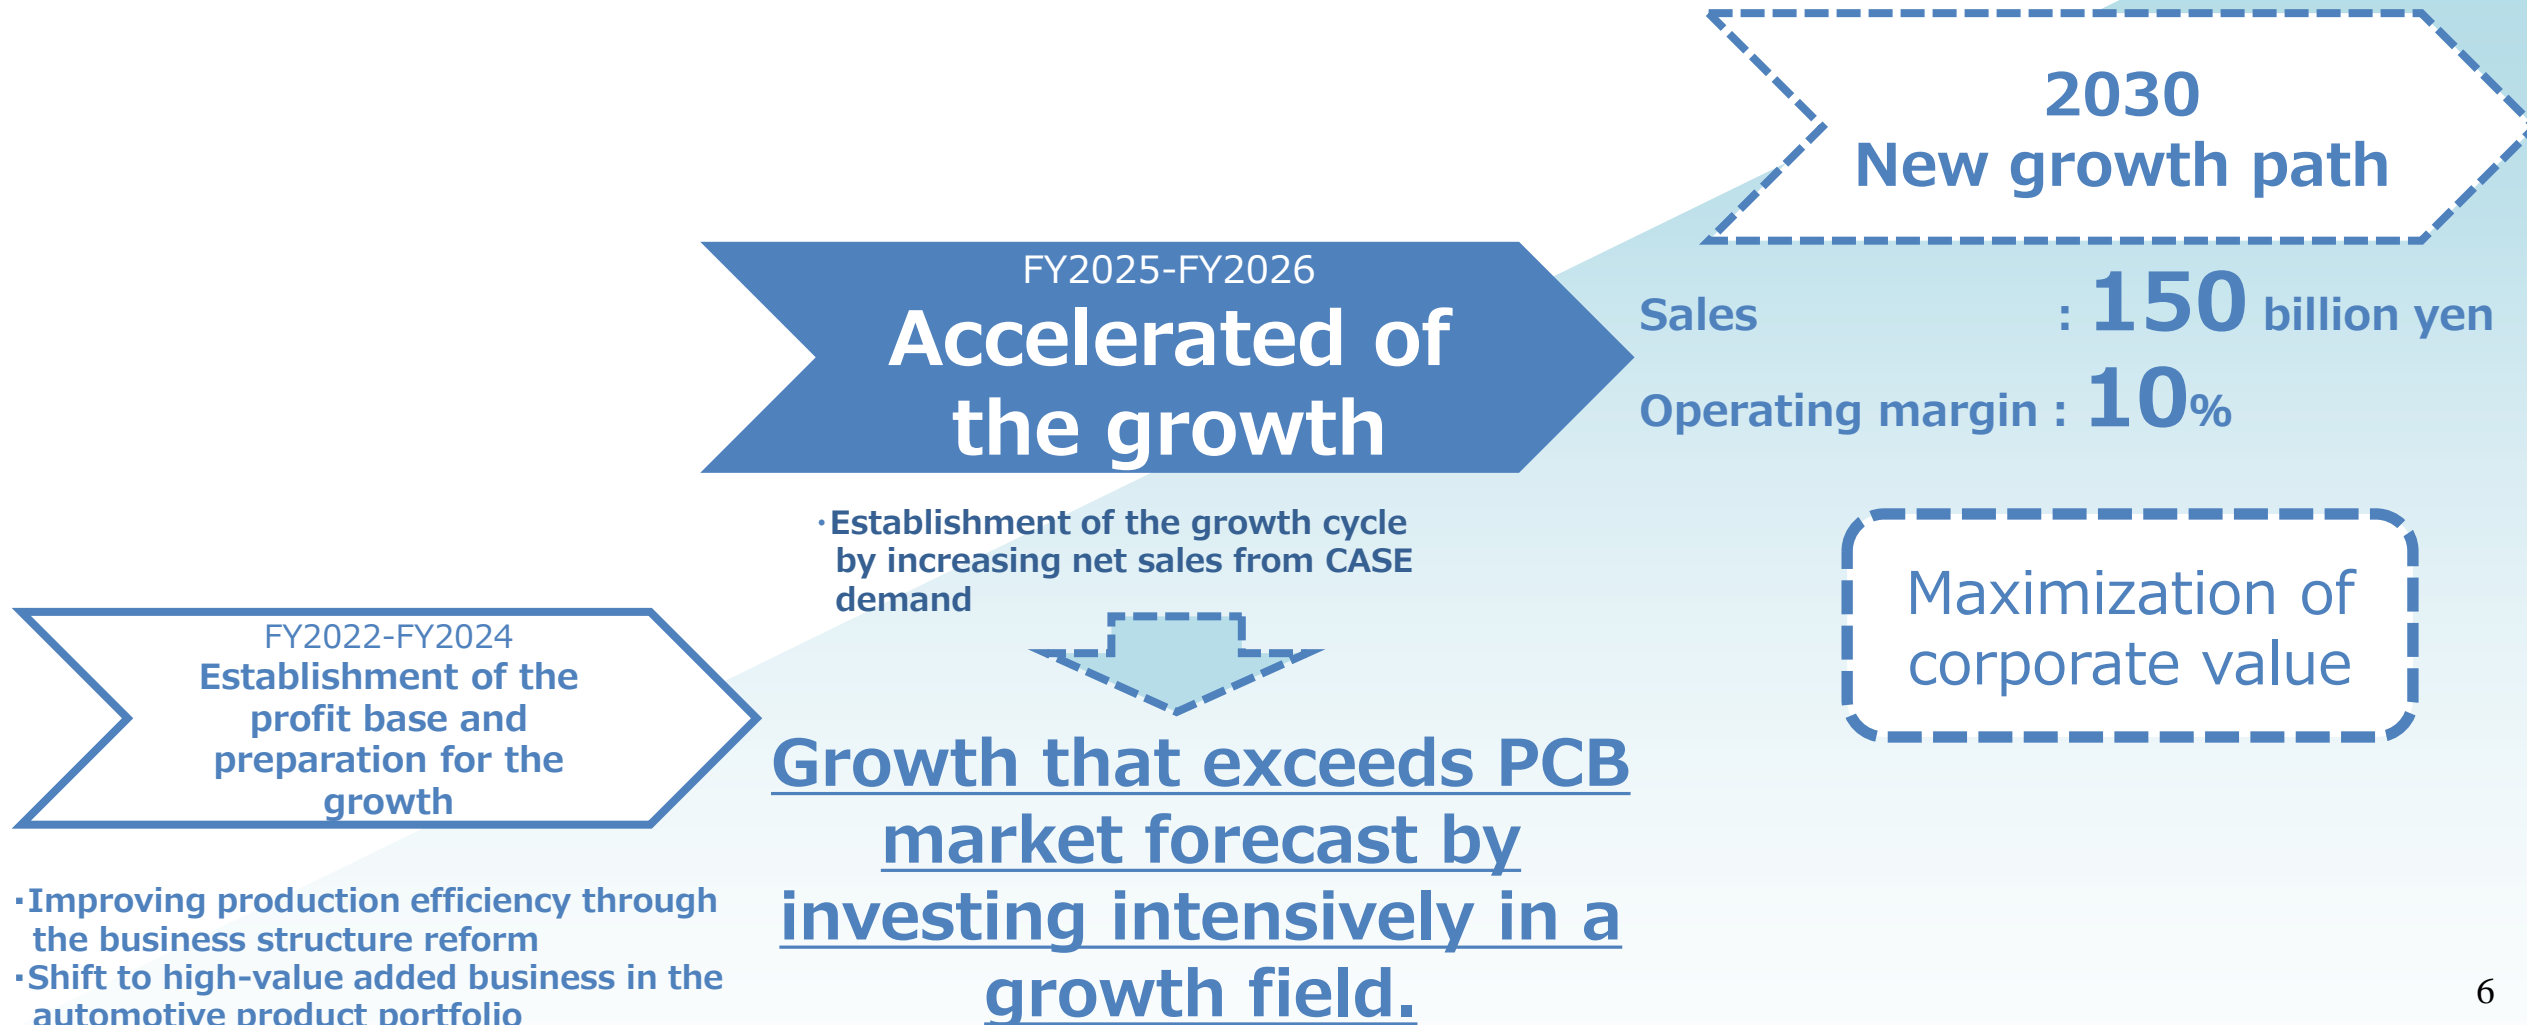 2030
New growth path
Sales : 150 billion yen
Operating margin : 10%
Maximization of
corporate value
FY2025-FY2026
Accelerated of
the growth
・Establishment of the growth cycle
by increasing net sales from CASE
demand
Growth that exceeds PCB
market forecast by
investing intensively in a
growth field.
FY2022-FY2024
Establishment of the
profit base and
preparation for the
growth
・Improving production efficiency through
the business structure reform
・Shift to high-value added business in the
automotive product portfolio
6